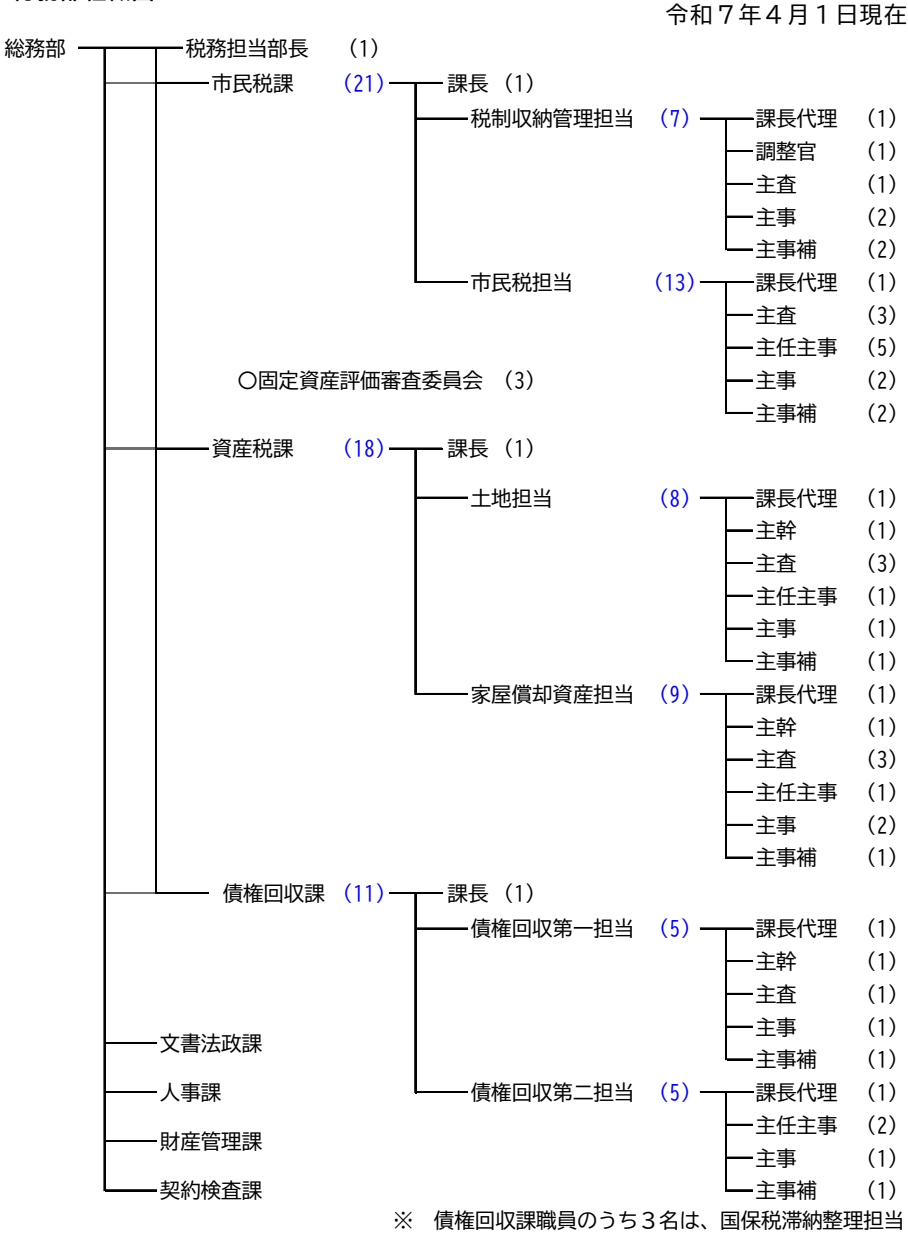 令和７年４月１日現在
総務部 税務担当部長 (1)
市民税課 (21) 課長 (1)
税制収納管理担当 (7) 課長代理 (1)
調整官 (1)
主査 (1)
主事 (2)
主事補 (2)
市民税担当 (13) 課長代理 (1)
主査 (3)
主任主事 (5)
〇固定資産評価審査委員会 (3) 主事 (2)
主事補 (2)
資産税課 (18) 課長 (1)
土地担当 (8) 課長代理 (1)
主幹 (1)
主査 (3)
主任主事 (1)
主事 (1)
主事補 (1)
家屋償却資産担当 (9) 課長代理 (1)
主幹 (1)
主査 (3)
主任主事 (1)
主事 (2)
主事補 (1)
債権回収課 (11) 課長 (1)
債権回収第一担当 (5) 課長代理 (1)
主幹 (1)
主査 (1)
主事 (1)
文書法政課
主事補 (1)
人事課 債権回収第二担当 (5) 課長代理 (1)
主任主事 (2)
財産管理課
主事 (1)
契約検査課 主事補 (1)
※　債権回収課職員のうち３名は、国保税滞納整理担当